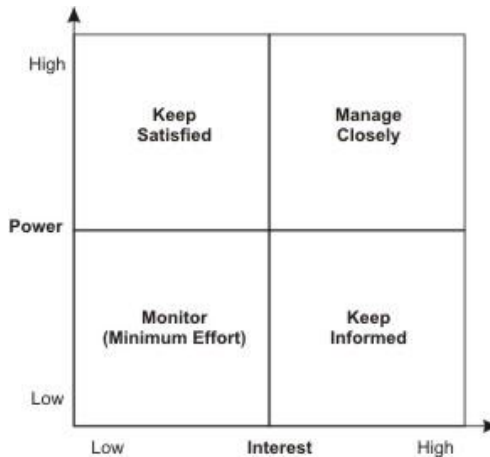 High
Keep
Satisfied
Manage
Closely
Power
Monitor
(Minimum Effort)
Keep
Informed
Low
Low
Interest
High